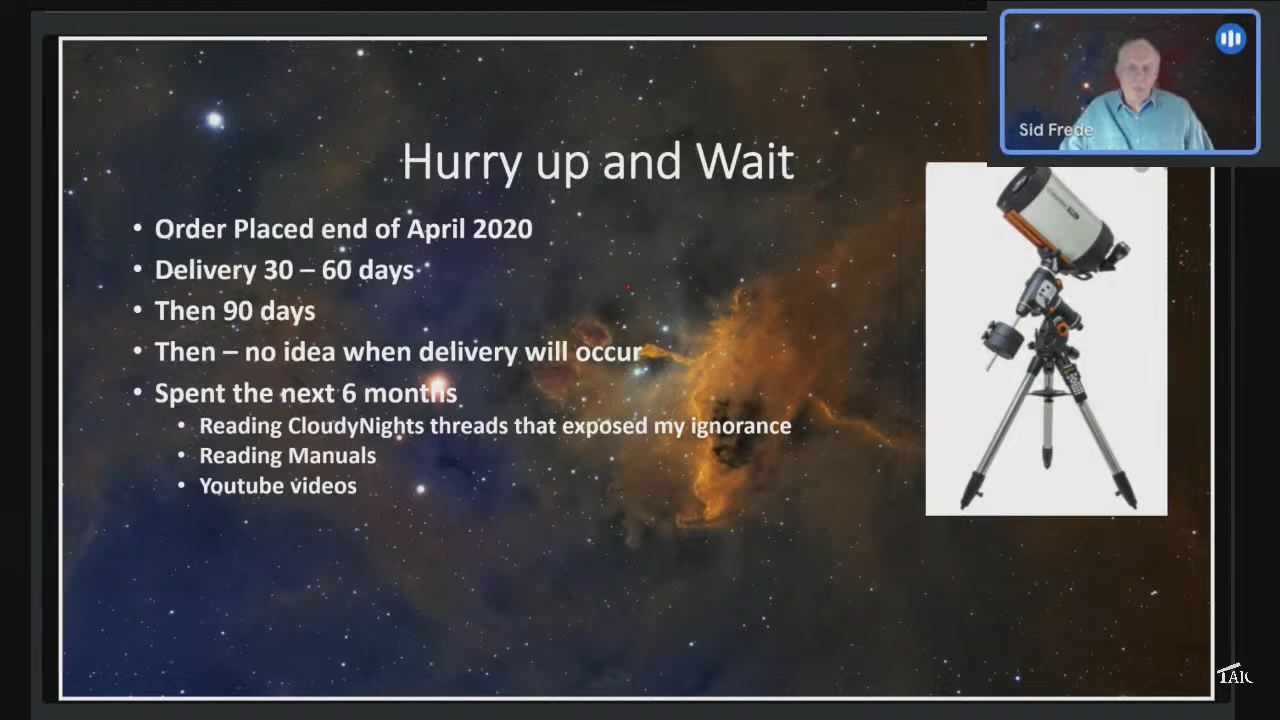 Sid Frede
Hurry up and Wait
• Order Placed end of April 2020
• Delivery 30 – 60 days
• Then 90 days
• Then – no idea when delivery will occur
• Spent the next 6 months
• Reading CloudyNights threads that exposed my ignorance
• Reading Manuals
• Youtube videos